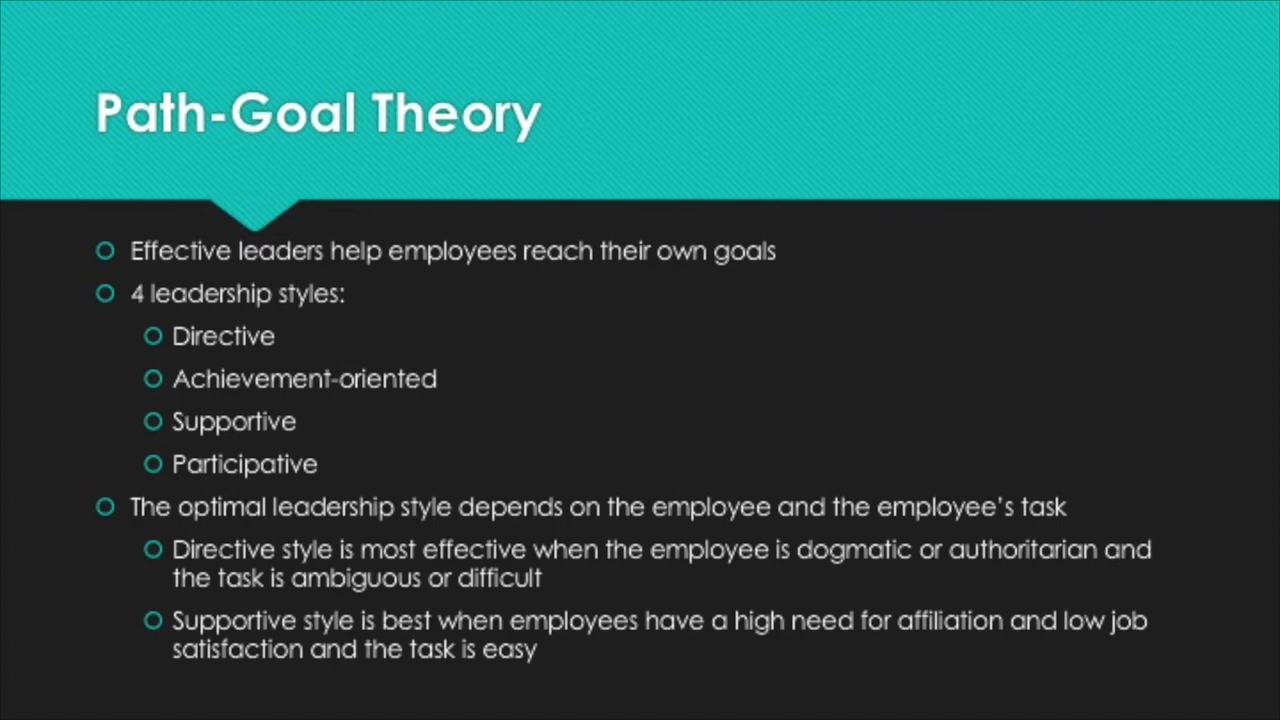 Path-Goal Theory
Effective leaders help employees reach their own goals
4 leadership styles:
Directive
Achievement-oriented
Supportive
Participative
The optimal leadership style depends on the employee and the employee’s task
Directive style is most effective when the employee is dogmatic or authoritarian and
the task is ambiguous or difficult
Supportive style is best when employees have a high need for affiliation and low job
satisfaction and the task is easy